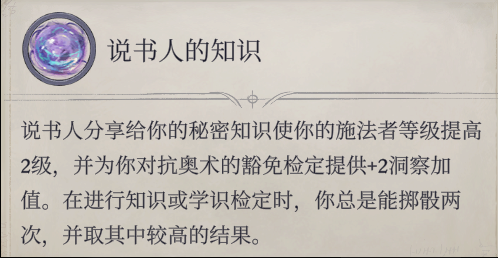 说书人的知识
说书人分享给你的秘密知识使你的施法者等级提高
2级，并为你对抗奥术的豁免检定提供+2洞察加
值。在进行知识或学识检定时，你总是能掷骰两
次，并取其中较高的结果。